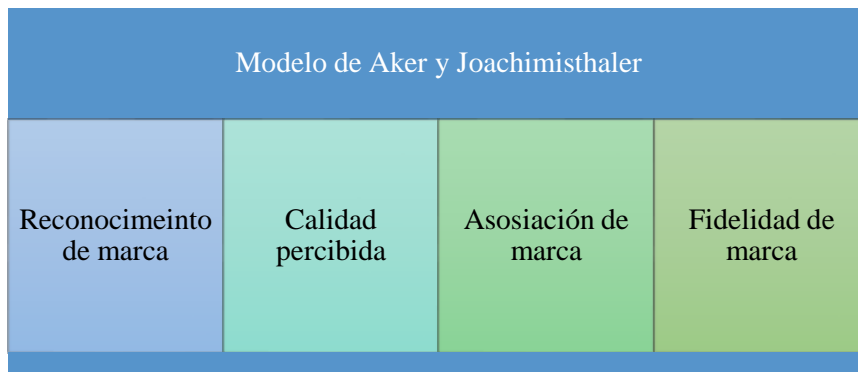 Modelo de Aker y Joachimisthaler
Reconocimeinto
de marca
Calidad
percibida
Asosiación de
marca
Fidelidad de
marca